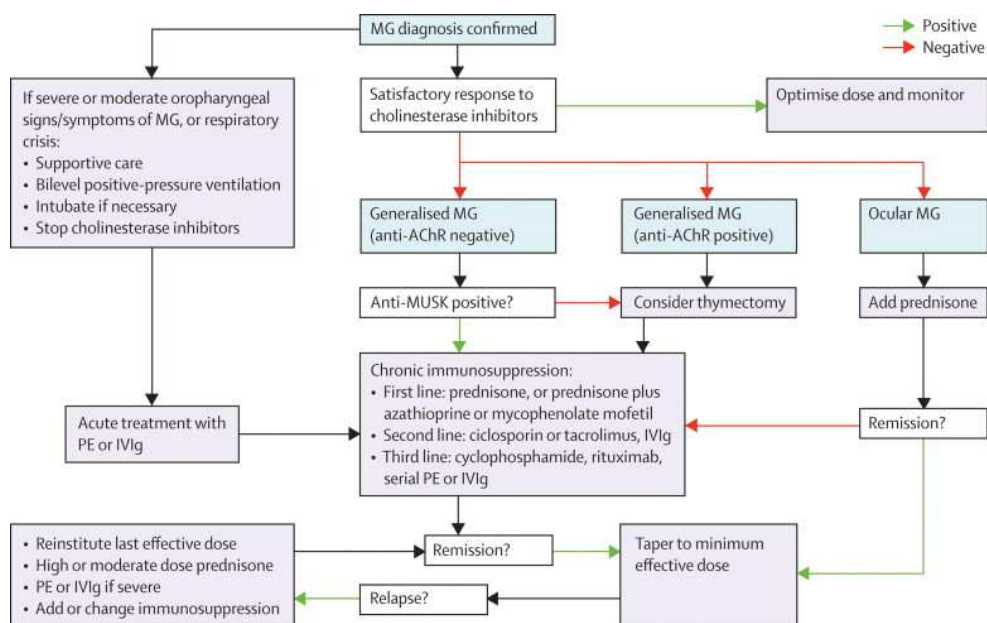 MG diagnosis confirmed
Positive
Negative
If severe or moderate oropharyngeal
signs/symptoms of MG, or respiratory
crisis:
• Supportive care
• Bilevel positive-pressure ventilation
• Intubate if necessary
• Stop cholinesterase inhibitors
Satisfactory response to
cholinesterase inhibitors
Optimise dose and monitor
Generalised MG
(anti-AChR negative)
Generalised MG
(anti-AChR positive)
Ocular MG
Anti-MUSK positive?
Consider thymectomy
Add prednisone
Chronic immunosuppression:
• First line: prednisone, or prednisone plus
azathioprine or mycophenolate mofetil
• Second line: ciclosporin or tacrolimus, IVIg
• Third line: cyclophosphamide, rituximab,
serial PE or IVIg
Acute treatment with
PE or IVIg
Remission?
• Reinstitute last effective dose
• High or moderate dose prednisone
• PE or IVIg if severe
• Add or change immunosuppression
Remission?
Relapse?
Taper to minimum
effective dose